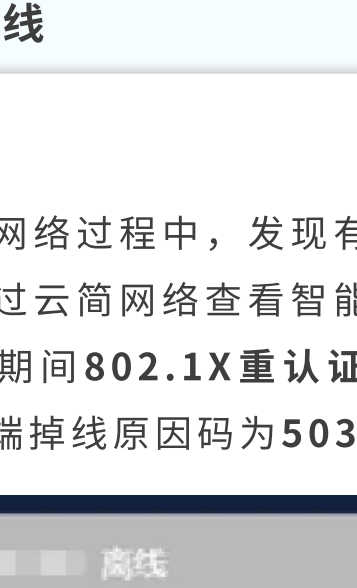 线
网络过程中，发现有
过云简网络查看智能
期间802.1X重认证
端掉线原因码为503
离线